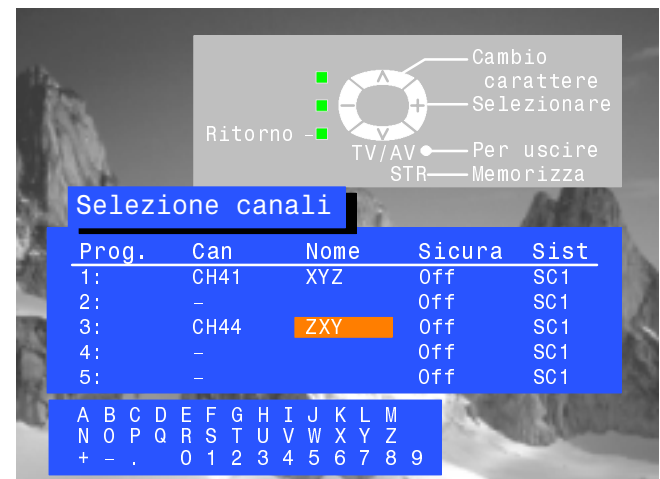 Cambio
carattere
Selezionare
Ritorno –
TV/AV Per uscire
STR Memorizza
Selezione canali
Prog. Can Nome Sicura Sist
1: CH41 XYZ Off SC1
2: – Off SC1
3: CH44 ZXY Off SC1
4: – Off SC1
5: – Off SC1
A B C D E F G H I J K L M
N O P Q R S T U V W X Y Z
+ – . 0 1 2 3 4 5 6 7 8 9